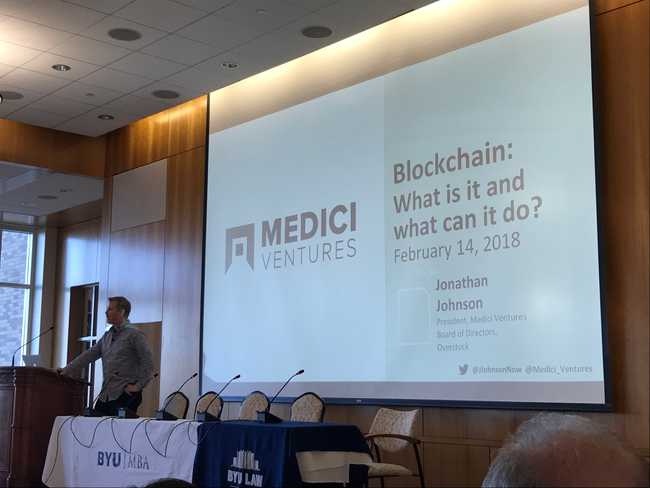 MEDICI
VENTURES
Blockchain:
What is it and
what can it do?
February 14, 2018
Jonathan
Johnson
President, Medici Ventures
Board of Directors,
Overstock
@JJohnsonNow @Medici_Ventures
BYU | MBA
BYU LAW